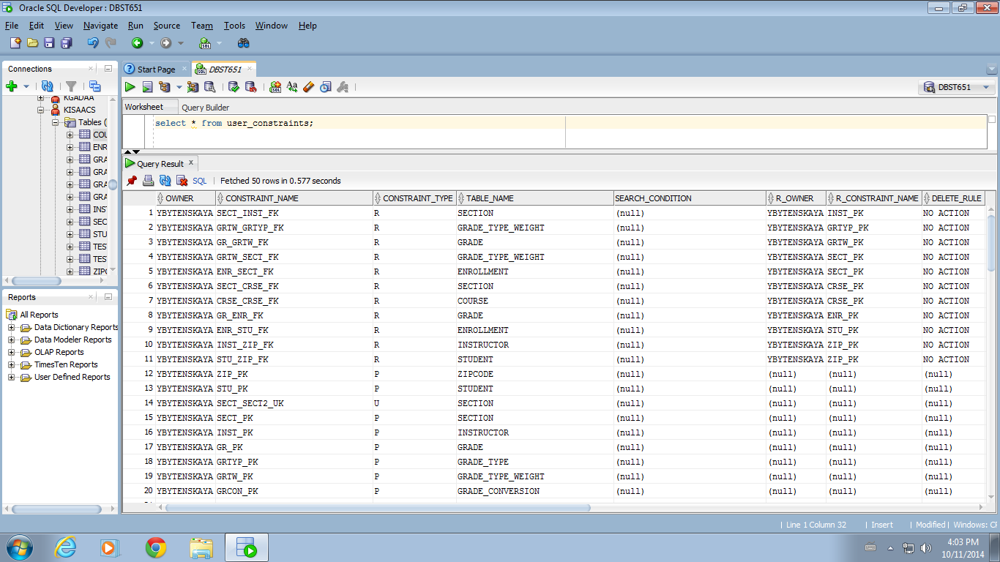 Oracle SQL Developer : DBST651
File Edit View Navigate Run Source Team Tools Window Help
Connections
Start Page
DBST651
DBST651
KGADAA
KISAACS
Tables (
COU
ENR
GRA
GRA
GRA
GRA
INS
SEC
STU
TES
TES
ZIPC
Worksheet Query Builder
select * from user_constraints;
Query Result
SQL | Fetched 50 rows in 0.577 seconds
OWNER CONSTRAINT_NAME CONSTRAINT_TYPE TABLE_NAME SEARCH_CONDITION R_OWNER R_CONSTRAINT_NAME DELETE_RULE
1 YBYTENSKAYA SECT_INST_FK R SECTION (null) YBYTENSKAYA INST_PK NO ACTION
2 YBYTENSKAYA GRTW_GRTYP_FK R GRADE_TYPE_WEIGHT (null) YBYTENSKAYA GRTYP_PK NO ACTION
3 YBYTENSKAYA GR_GRTW_FK R GRADE (null) YBYTENSKAYA GRTW_PK NO ACTION
4 YBYTENSKAYA GRTW_SECT_FK R GRADE_TYPE_WEIGHT (null) YBYTENSKAYA SECT_PK NO ACTION
5 YBYTENSKAYA ENR_SECT_FK R ENROLLMENT (null) YBYTENSKAYA SECT_PK NO ACTION
6 YBYTENSKAYA SECT_CRSE_FK R SECTION (null) YBYTENSKAYA CRSE_PK NO ACTION
7 YBYTENSKAYA CRSE_CRSE_FK R COURSE (null) YBYTENSKAYA CRSE_PK NO ACTION
8 YBYTENSKAYA GR_ENR_FK R GRADE (null) YBYTENSKAYA ENR_PK NO ACTION
9 YBYTENSKAYA ENR_STU_FK R ENROLLMENT (null) YBYTENSKAYA STU_PK NO ACTION
10 YBYTENSKAYA INST_ZIP_FK R INSTRUCTOR (null) YBYTENSKAYA ZIP_PK NO ACTION
11 YBYTENSKAYA STU_ZIP_FK R STUDENT (null) YBYTENSKAYA ZIP_PK NO ACTION
12 YBYTENSKAYA ZIP_PK P ZIPCODE (null) (null) (null) (null)
13 YBYTENSKAYA STU_PK P STUDENT (null) (null) (null) (null)
14 YBYTENSKAYA SECT_SECT2_UK U SECTION (null) (null) (null) (null)
15 YBYTENSKAYA SECT_PK P SECTION (null) (null) (null) (null)
16 YBYTENSKAYA INST_PK P INSTRUCTOR (null) (null) (null) (null)
17 YBYTENSKAYA GR_PK P GRADE (null) (null) (null) (null)
18 YBYTENSKAYA GRTYP_PK P GRADE_TYPE (null) (null) (null) (null)
19 YBYTENSKAYA GRTW_PK P GRADE_TYPE_WEIGHT (null) (null) (null) (null)
20 YBYTENSKAYA GRCON_PK P GRADE_CONVERSION (null) (null) (null) (null)
Reports
All Reports
Data Dictionary Reports
Data Modeler Reports
OLAP Reports
TimesTen Reports
User Defined Reports
| Line 1 Column 32 | Insert | Modified | Windows: CF
4:03 PM
10/11/2014